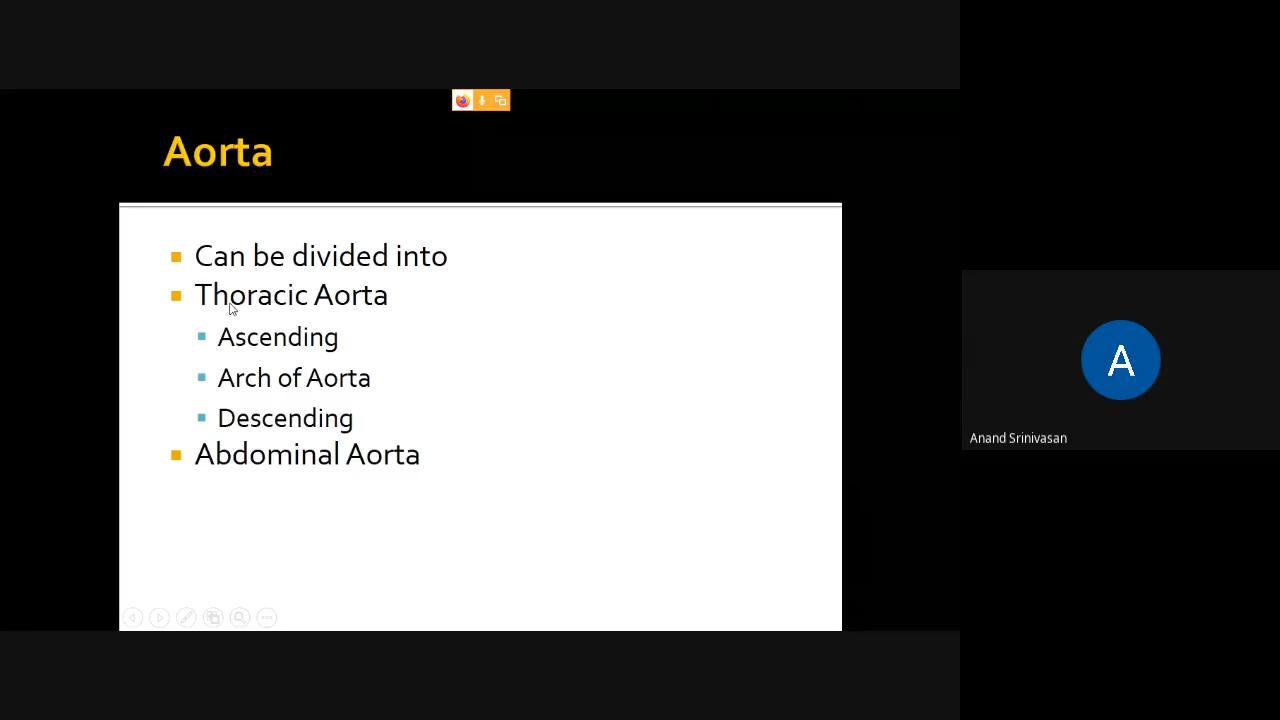 Aorta
Can be divided into
Thoracic Aorta
Ascending
Arch of Aorta
Descending
Abdominal Aorta
A
Anand Srinivasan